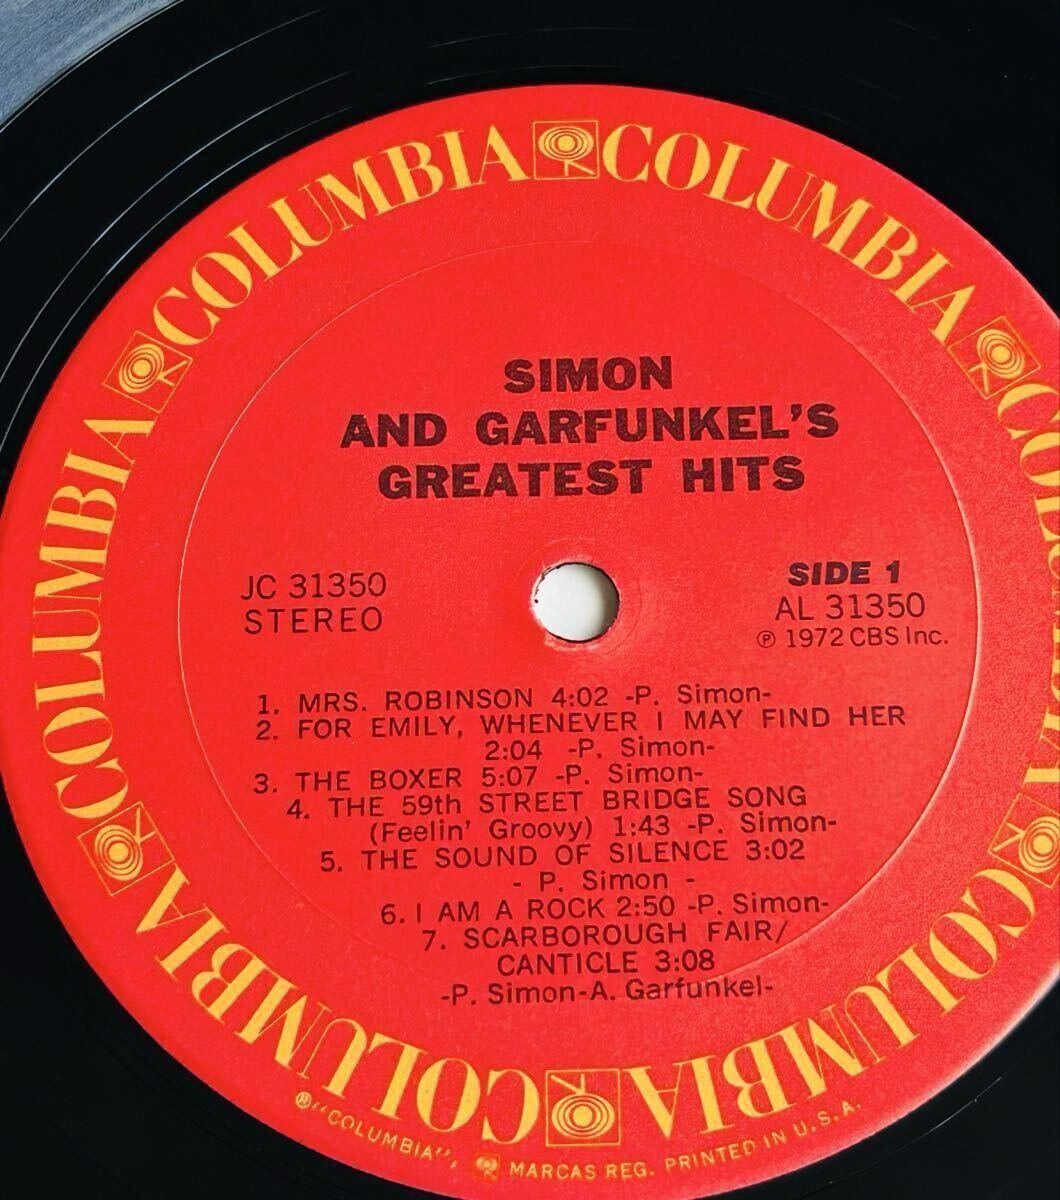 COLUMBIA COLUMBIA COLUMBIA COLUMBIA COLUMBIA COLUMBIA
SIMON
AND GARFUNKEL'S
GREATEST HITS
JC 31350
STEREO
SIDE 1
AL 31350
℗ 1972 CBS Inc.
1. MRS. ROBINSON 4:02 -P. Simon-
2. FOR EMILY, WHENEVER I MAY FIND HER
2:04 -P. Simon-
3. THE BOXER 5:07 -P. Simon-
4. THE 59th STREET BRIDGE SONG
(Feelin' Groovy) 1:43 -P. Simon-
5. THE SOUND OF SILENCE 3:02
- P. Simon -
6. I AM A ROCK 2:50 -P. Simon-
7. SCARBOROUGH FAIR/
CANTICLE 3:08
-P. Simon-A. Garfunkel-
®"COLUMBIA", MARCAS REG. PRINTED IN U.S.A.